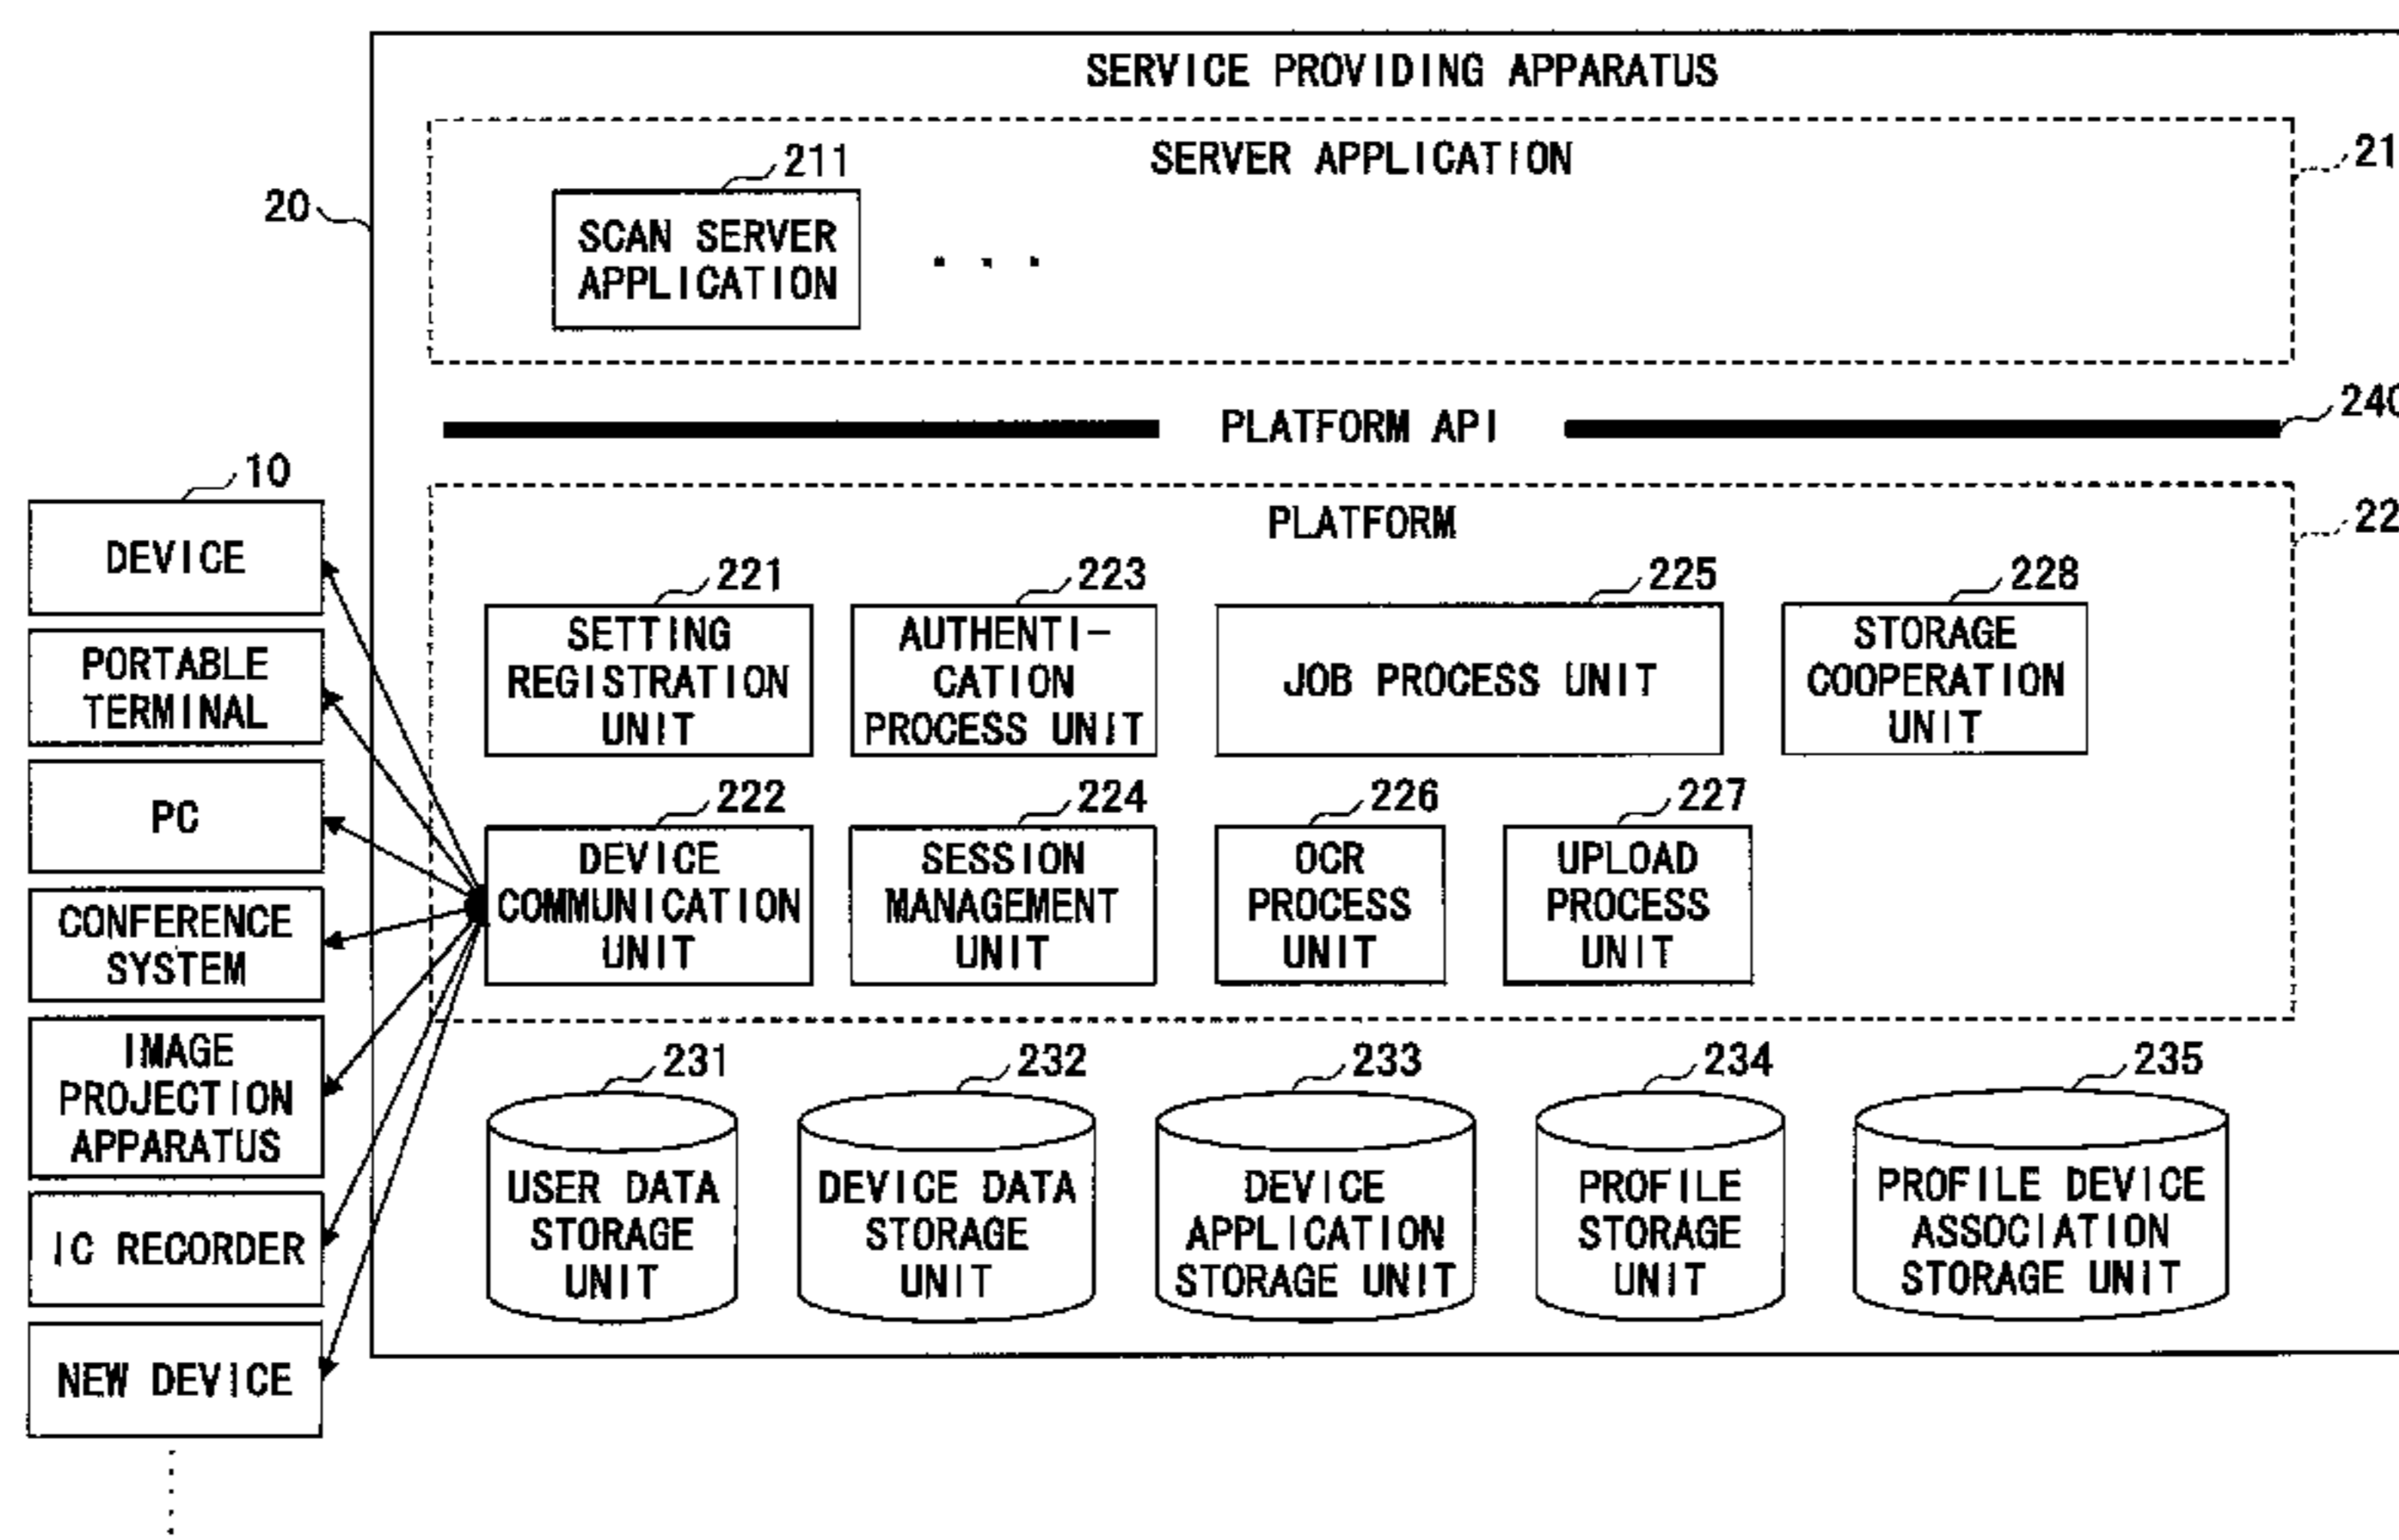 SERVICE PROVIDING APPARATUS
SERVER APPLICATION
21
211
20
SCAN SERVER
APPLICATION
. . .
240
PLATFORM API
10
DEVICE
PORTABLE
TERMINAL
PC
CONFERENCE
SYSTEM
IMAGE
PROJECTION
APPARATUS
IC RECORDER
NEW DEVICE
PLATFORM
22
221
SETTING
REGISTRATION
UNIT
223
AUTHENTI-
CATION
PROCESS UNIT
225
JOB PROCESS UNIT
228
STORAGE
COOPERATION
UNIT
222
DEVICE
COMMUNICATION
UNIT
224
SESSION
MANAGEMENT
UNIT
226
OCR
PROCESS
UNIT
227
UPLOAD
PROCESS
UNIT
231
USER DATA
STORAGE
UNIT
232
DEVICE DATA
STORAGE
UNIT
233
DEVICE
APPLICATION
STORAGE UNIT
234
PROFILE
STORAGE
UNIT
235
PROFILE DEVICE
ASSOCIATION
STORAGE UNIT